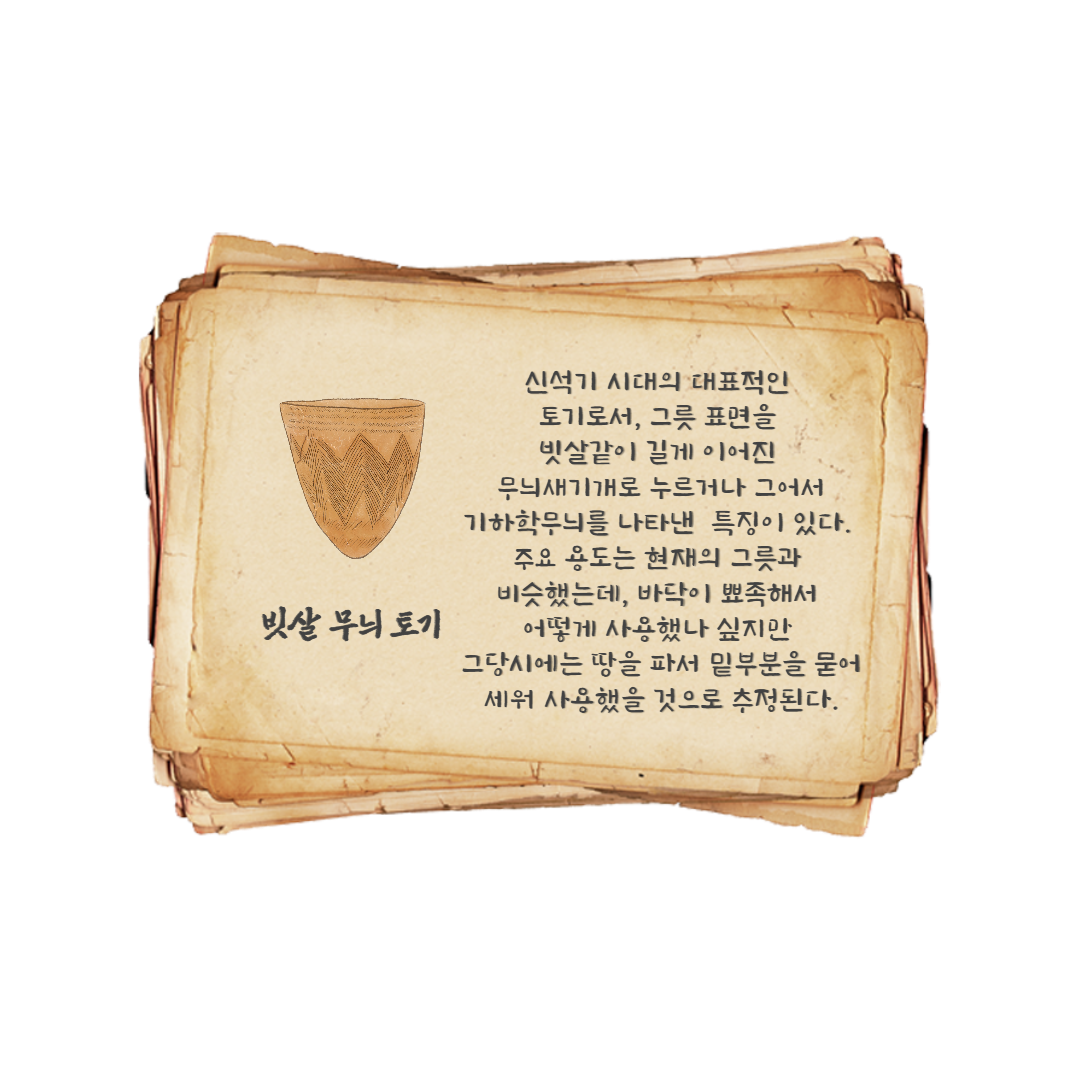 신석기 시대의 대표적인
토기로서, 그릇 표면을
빗살같이 길게 이어진
무늬새기개로 누르거나 그어서
기하학무늬를 나타낸 특징이 있다.
주요 용도는 현재의 그릇과
비슷했는데, 바닥이 뾰족해서
어떻게 사용했나 싶지만
그당시에는 땅을 파서 밑부분을 묻어
세워 사용했을 것으로 추정된다.
빗살 무늬 토기